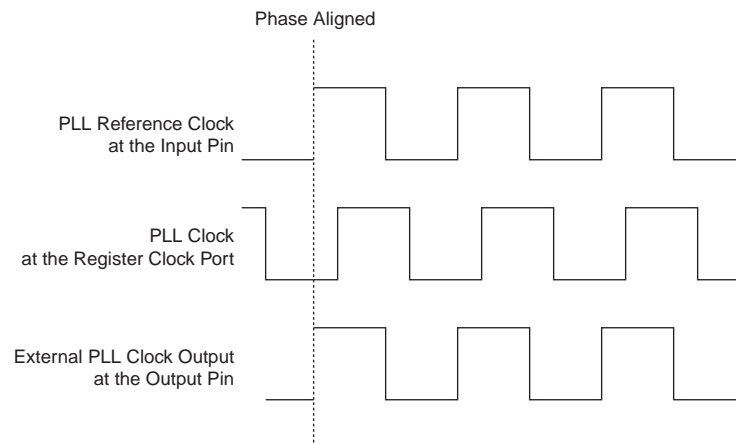 Phase Aligned
PLL Reference Clock
at the Input Pin
PLL Clock
at the Register Clock Port
External PLL Clock Output
at the Output Pin